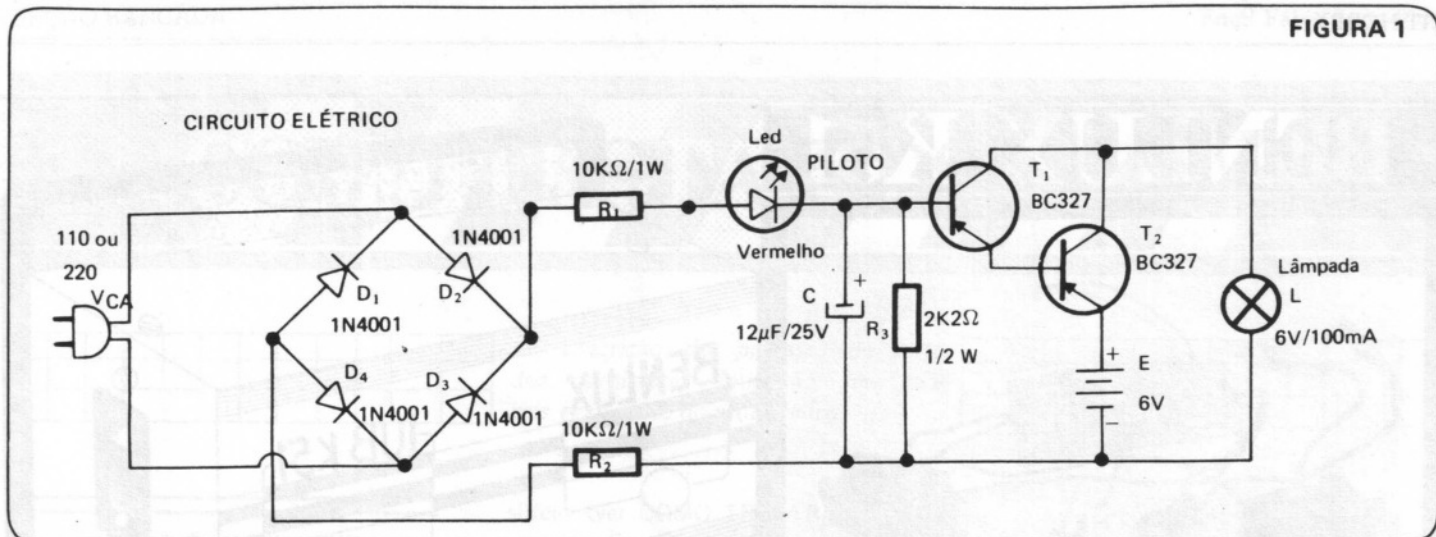 FIGURA 1
CIRCUITO ELÉTRICO
110 ou
220
VCA
D1
1N4001
1N4001
D2
D4
1N4001
D3
1N4001
10KΩ/1W
R1
10KΩ/1W
R2
Led
PILOTO
Vermelho
C
+
12µF/25V
R3
2K2Ω
1/2 W
T1
BC327
T2
BC327
+
E
6V
−
Lâmpada
L
6V/100mA
BENLUX